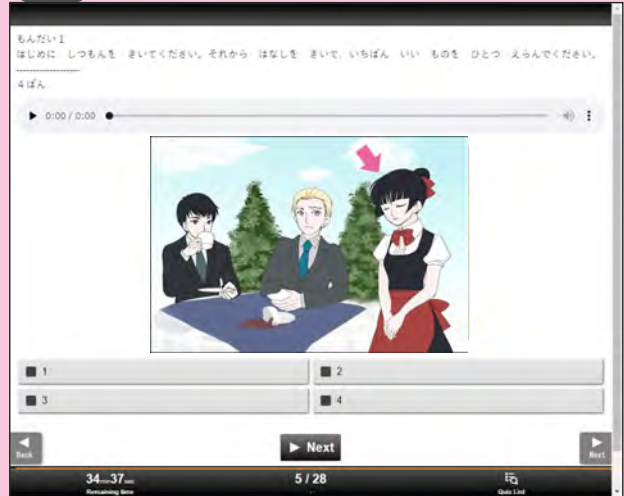 もんだいⅠ
はじめに しつもんを きいてください。それから はなしを きいて、いちばん いい ものを ひとつ えらんでください。
--------------------
4ばん
0:00 / 0:00
1
2
3
4
Back
Next
Next
34min37sec
Remaining time
5 / 28
Quiz List